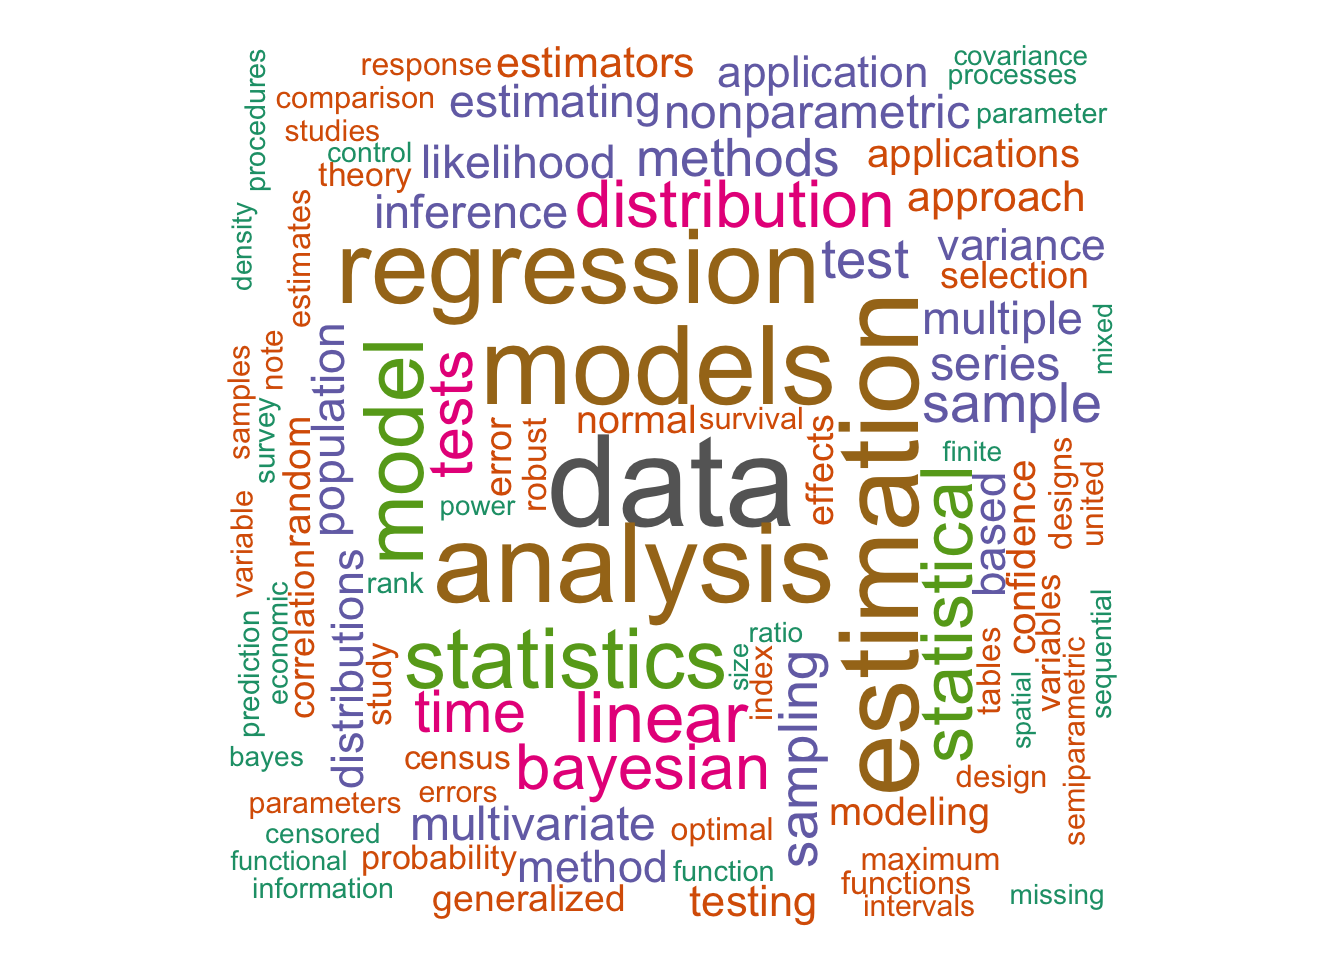 covariance
response
estimators
application
processes
procedures
comparison
estimating
nonparametric
parameter
studies
control
likelihood
methods
applications
theory
inference
distribution
approach
density
estimates
regression
test
variance
selection
multiple
mixed
models
estimation
series
sample
samples
note
population
model
tests
normal
survival
survey
random
error
robust
data
effects
finite
statistical
based
confidence
designs
united
variable
power
analysis
rank
correlation
distributions
economic
prediction
study
statistics
ratio
size
index
sampling
tables
variables
spatial
semiparametric
sequential
time
linear
bayes
census
bayesian
design
parameters
errors
modeling
censored
multivariate
optimal
functional
probability
method
function
maximum
information
functions
generalized
testing
intervals
missing